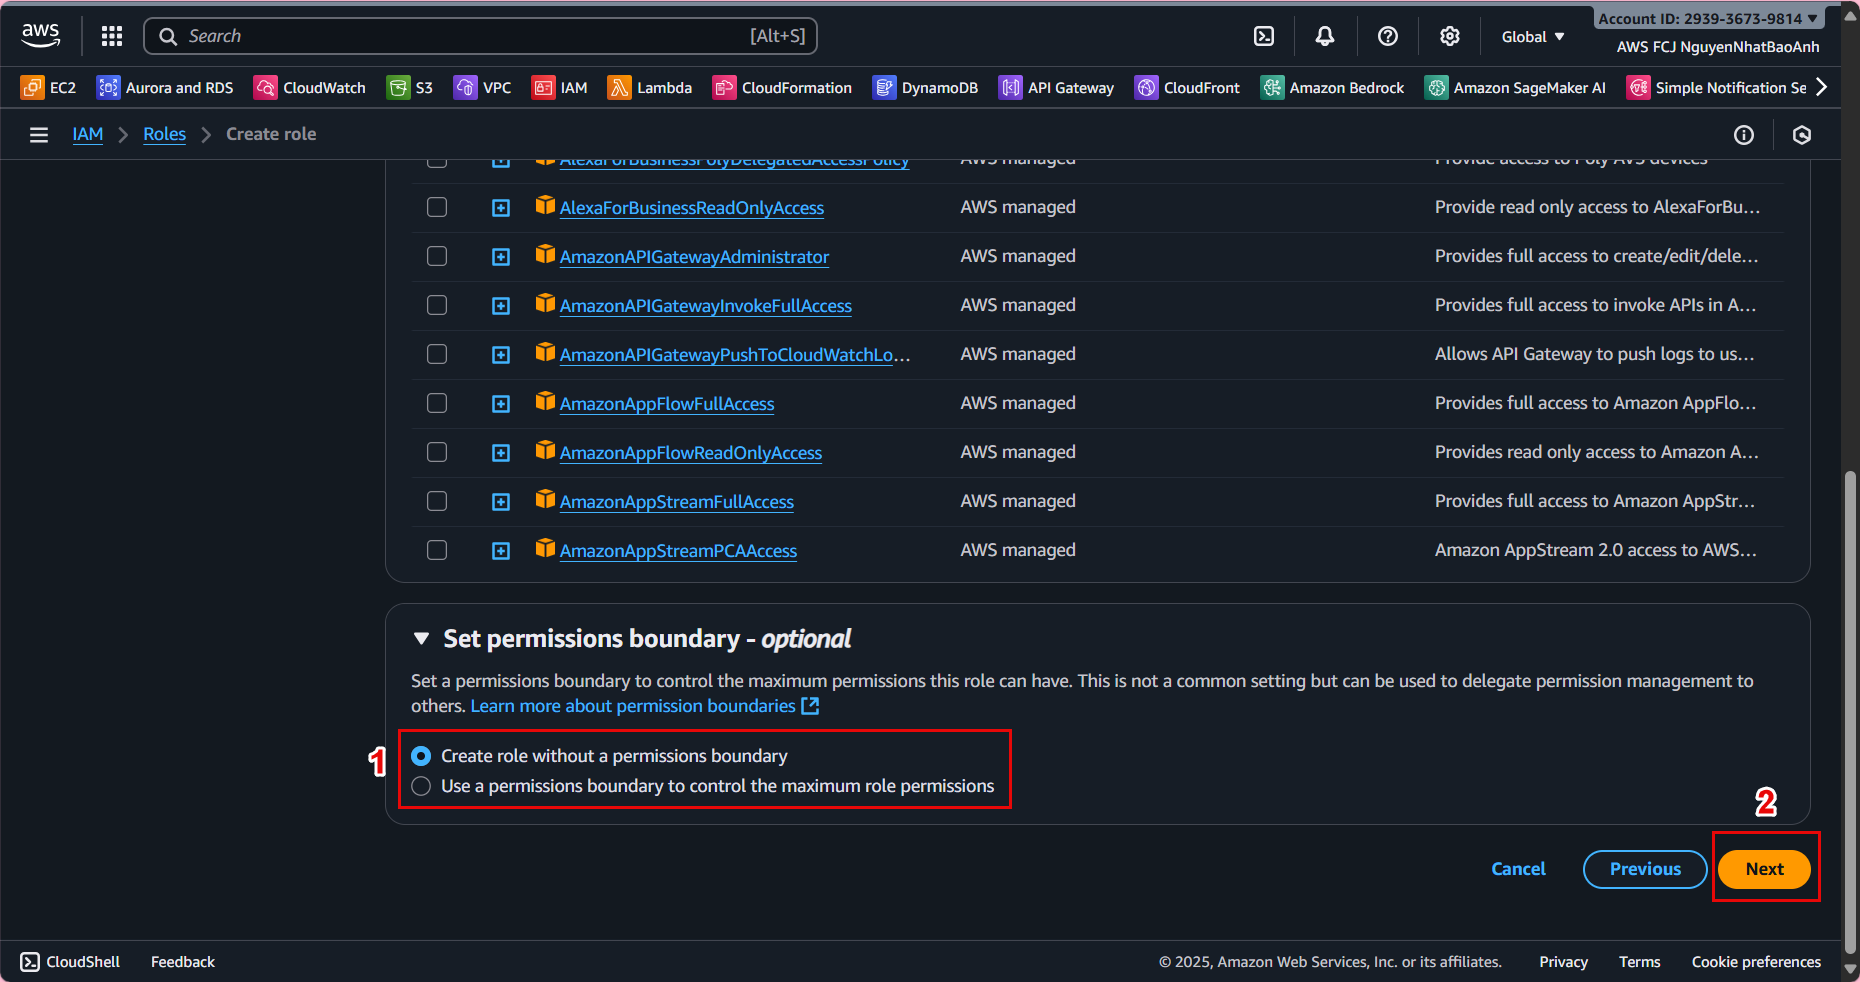 aws
Search
[Alt+S]
Global
Account ID: 2939-3673-9814
AWS FCJ NguyenNhatBaoAnh
EC2
Aurora and RDS
CloudWatch
S3
VPC
IAM
Lambda
CloudFormation
DynamoDB
API Gateway
CloudFront
Amazon Bedrock
Amazon SageMaker AI
Simple Notification Se
IAM > Roles > Create role
AlexaForBusinessPolyDelegatedAccessPolicy AWS managed Provide access to Poly AVS devices
AlexaForBusinessReadOnlyAccess AWS managed Provide read only access to AlexaForBu...
AmazonAPIGatewayAdministrator AWS managed Provides full access to create/edit/dele...
AmazonAPIGatewayInvokeFullAccess AWS managed Provides full access to invoke APIs in A...
AmazonAPIGatewayPushToCloudWatchLo... AWS managed Allows API Gateway to push logs to us...
AmazonAppFlowFullAccess AWS managed Provides full access to Amazon AppFlo...
AmazonAppFlowReadOnlyAccess AWS managed Provides read only access to Amazon A...
AmazonAppStreamFullAccess AWS managed Provides full access to Amazon AppStr...
AmazonAppStreamPCAAccess AWS managed Amazon AppStream 2.0 access to AWS...
Set permissions boundary - optional
Set a permissions boundary to control the maximum permissions this role can have. This is not a common setting but can be used to delegate permission management to
others. Learn more about permission boundaries
1
Create role without a permissions boundary
Use a permissions boundary to control the maximum role permissions
2
Cancel
Previous
Next
CloudShell
Feedback
© 2025, Amazon Web Services, Inc. or its affiliates.
Privacy
Terms
Cookie preferences